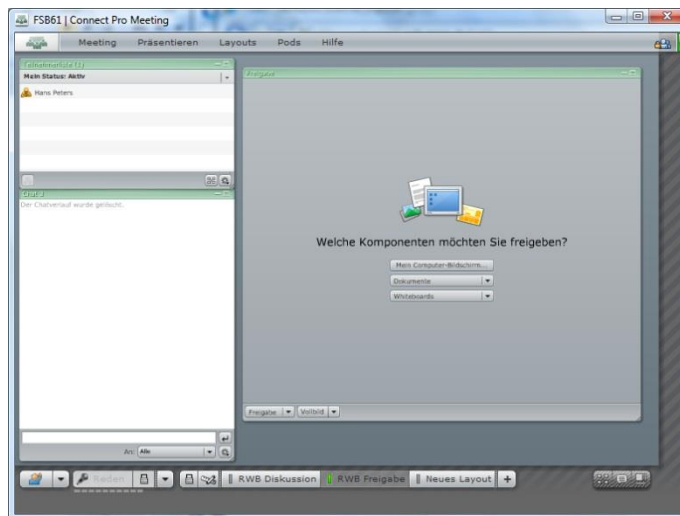 FSB61 | Connect Pro Meeting
Meeting Präsentieren Layouts Pods Hilfe
Teilnehmerliste (1)
Mein Status: Aktiv
Hans Peters
Freigabe
Der Chatverlauf wurde gelöscht.
Welche Komponenten möchten Sie freigeben?
Mein Computer-Bildschirm...
Dokumente
Whiteboards
Freigabe Vollbild
An: Alle
Reden RWB Diskussion RWB Freigabe Neues Layout +